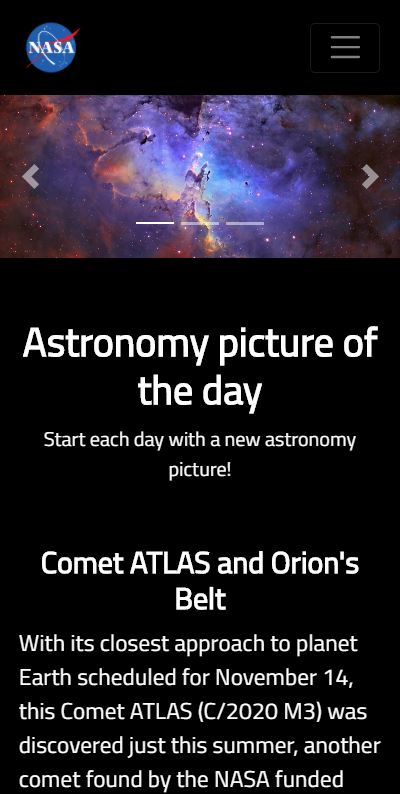 NASA
Astronomy picture of
the day
Start each day with a new astronomy
picture!
Comet ATLAS and Orion's
Belt
With its closest approach to planet
Earth scheduled for November 14,
this Comet ATLAS (C/2020 M3) was
discovered just this summer, another
comet found by the NASA funded